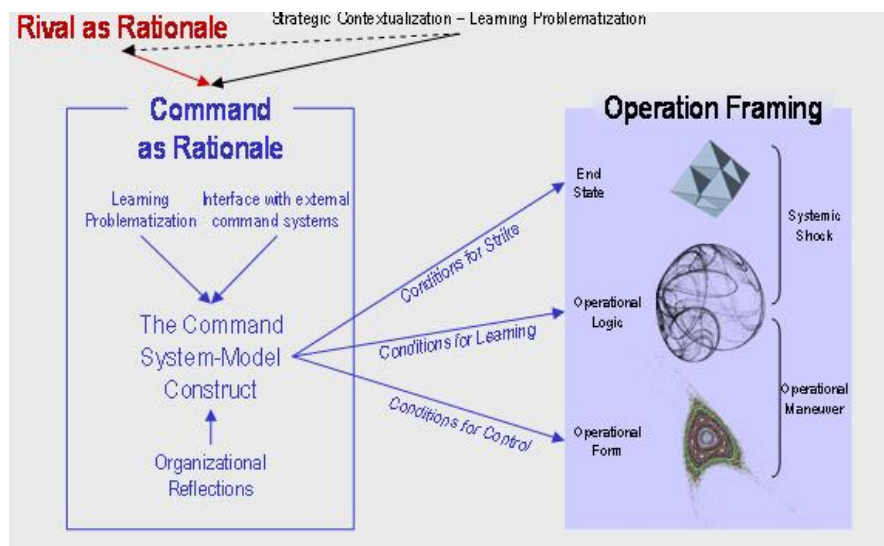 Strategic Contextualization – Learning Problematization
Rival as Rationale
Command
as Rationale
Learning
Problematization
Interface with external
command systems
The Command
System-Model
Construct
Organizational
Reflections
Conditions for Strike
Conditions for Learning
Conditions for Control
Operation Framing
End
State
Systemic
Shock
Operational
Logic
Operational
Maneuver
Operational
Form